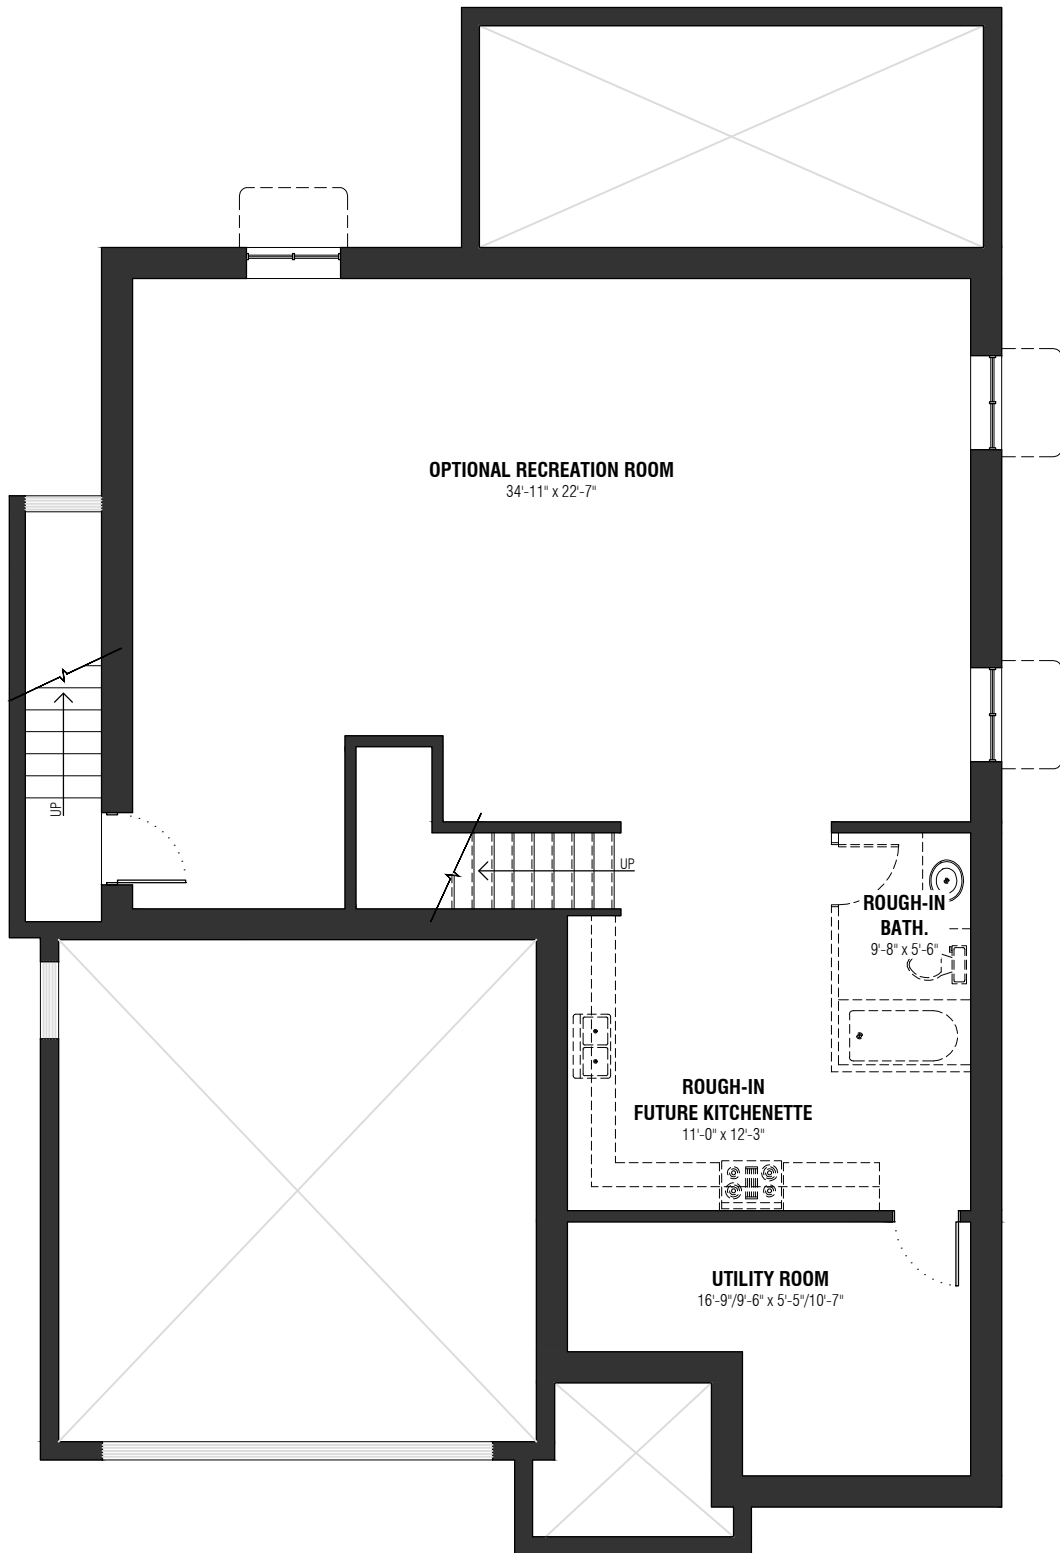 OPTIONAL RECREATION ROOM
34'-11" x 22'-7"
UP
UP
ROUGH-IN
BATH.
9'-8" x 5'-6"
ROUGH-IN
FUTURE KITCHENETTE
11'-0" x 12'-3"
UTILITY ROOM
16'-9"/9'-6" x 5'-5"/10'-7"